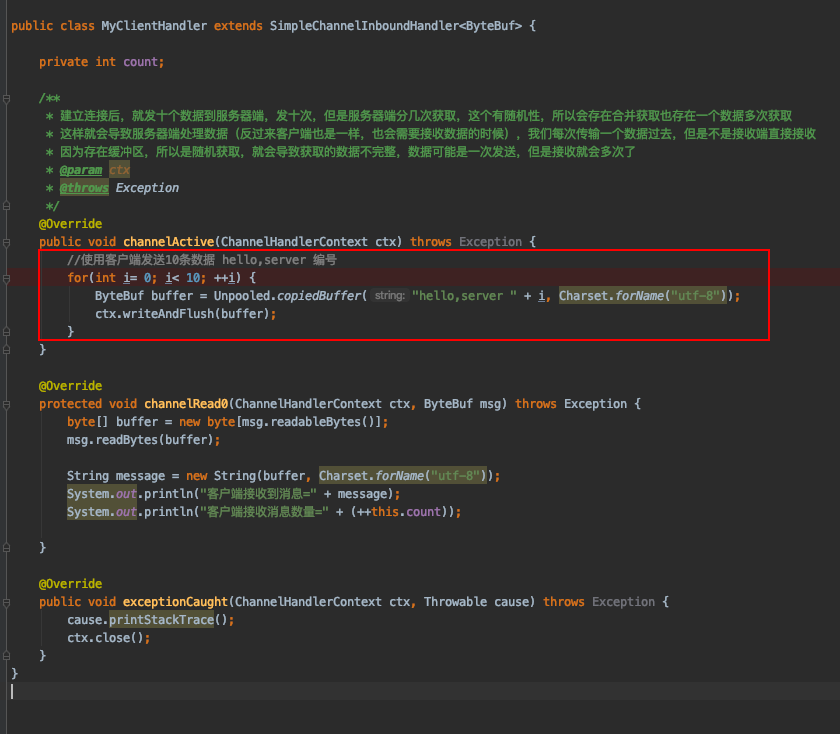 public class MyClientHandler extends SimpleChannelInboundHandler<ByteBuf> {
private int count;
/**
* 建立连接后，就发十个数据到服务器端，发十次，但是服务器端分几次获取，这个有随机性，所以会存在合并获取也存在一个数据多次获取
* 这样就会导致服务器端处理数据（反过来客户端也是一样，也会需要接收数据的时候），我们每次传输一个数据过去，但是不是接收端直接接收
* 因为存在缓冲区，所以是随机获取，就会导致获取的数据不完整，数据可能是一次发送，但是接收就会多次了
* @param ctx
* @throws Exception
*/
@Override
public void channelActive(ChannelHandlerContext ctx) throws Exception {
//使用客户端发送10条数据 hello,server 编号
for(int i= 0; i< 10; ++i) {
ByteBuf buffer = Unpooled.copiedBuffer( string: "hello,server " + i, Charset.forName("utf-8"));
ctx.writeAndFlush(buffer);
}
}
@Override
protected void channelRead0(ChannelHandlerContext ctx, ByteBuf msg) throws Exception {
byte[] buffer = new byte[msg.readableBytes()];
msg.readBytes(buffer);
String message = new String(buffer, Charset.forName("utf-8"));
System.out.println("客户端接收到消息=" + message);
System.out.println("客户端接收消息数量=" + (++this.count));
}
@Override
public void exceptionCaught(ChannelHandlerContext ctx, Throwable cause) throws Exception {
cause.printStackTrace();
ctx.close();
}
}